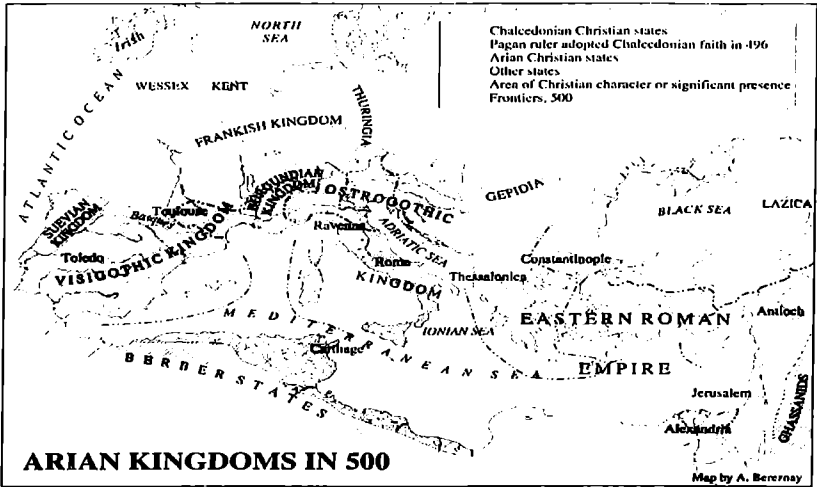 NORTH
SEA
Irish
Chalcedonian Christian states
Pagan ruler adopted Chalcedonian faith in 496
Arian Christian states
Other states
Area of Christian character or significant presence
Frontiers, 500
ATLANTIC OCEAN
WESSEX KENT
THURINGIA
FRANKISH KINGDOM
BURGUNDIAN
KINGDOM
OSTROGOTHIC
GEPIDIA
LAZICA
BLACK SEA
SUEVIAN
KINGDOM
Toulouse
Ravenna
ADRIATIC SEA
Toledo
VISIGOTHIC KINGDOM
Rome
KINGDOM
Thessalonica
Constantinople
MEDITERRANEAN SEA
IONIAN SEA
EASTERN ROMAN
Antioch
Carthage
EMPIRE
BERBER STATES
Jerusalem
GHASSANIDS
Alexandria
ARIAN KINGDOMS IN 500
Map by A. Berernay